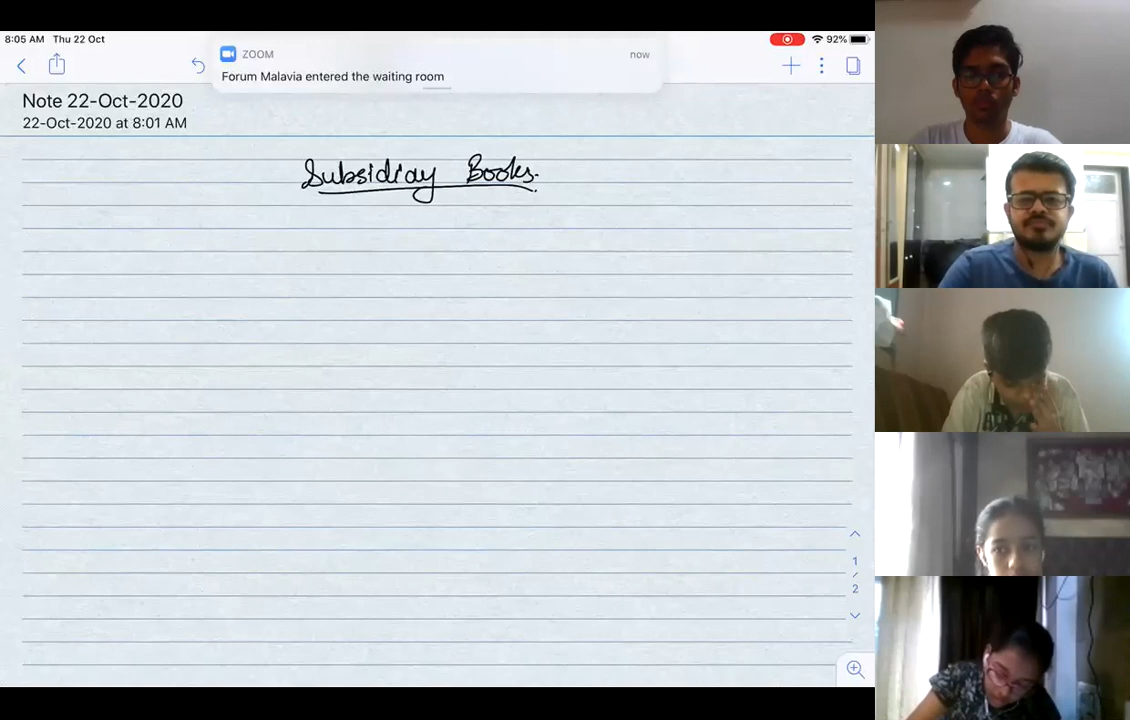 8:05 AM Thu 22 Oct
92%
ZOOM
now
Forum Malavia entered the waiting room
Note 22-Oct-2020
22-Oct-2020 at 8:01 AM
Subsidiay Books.
1
/
2